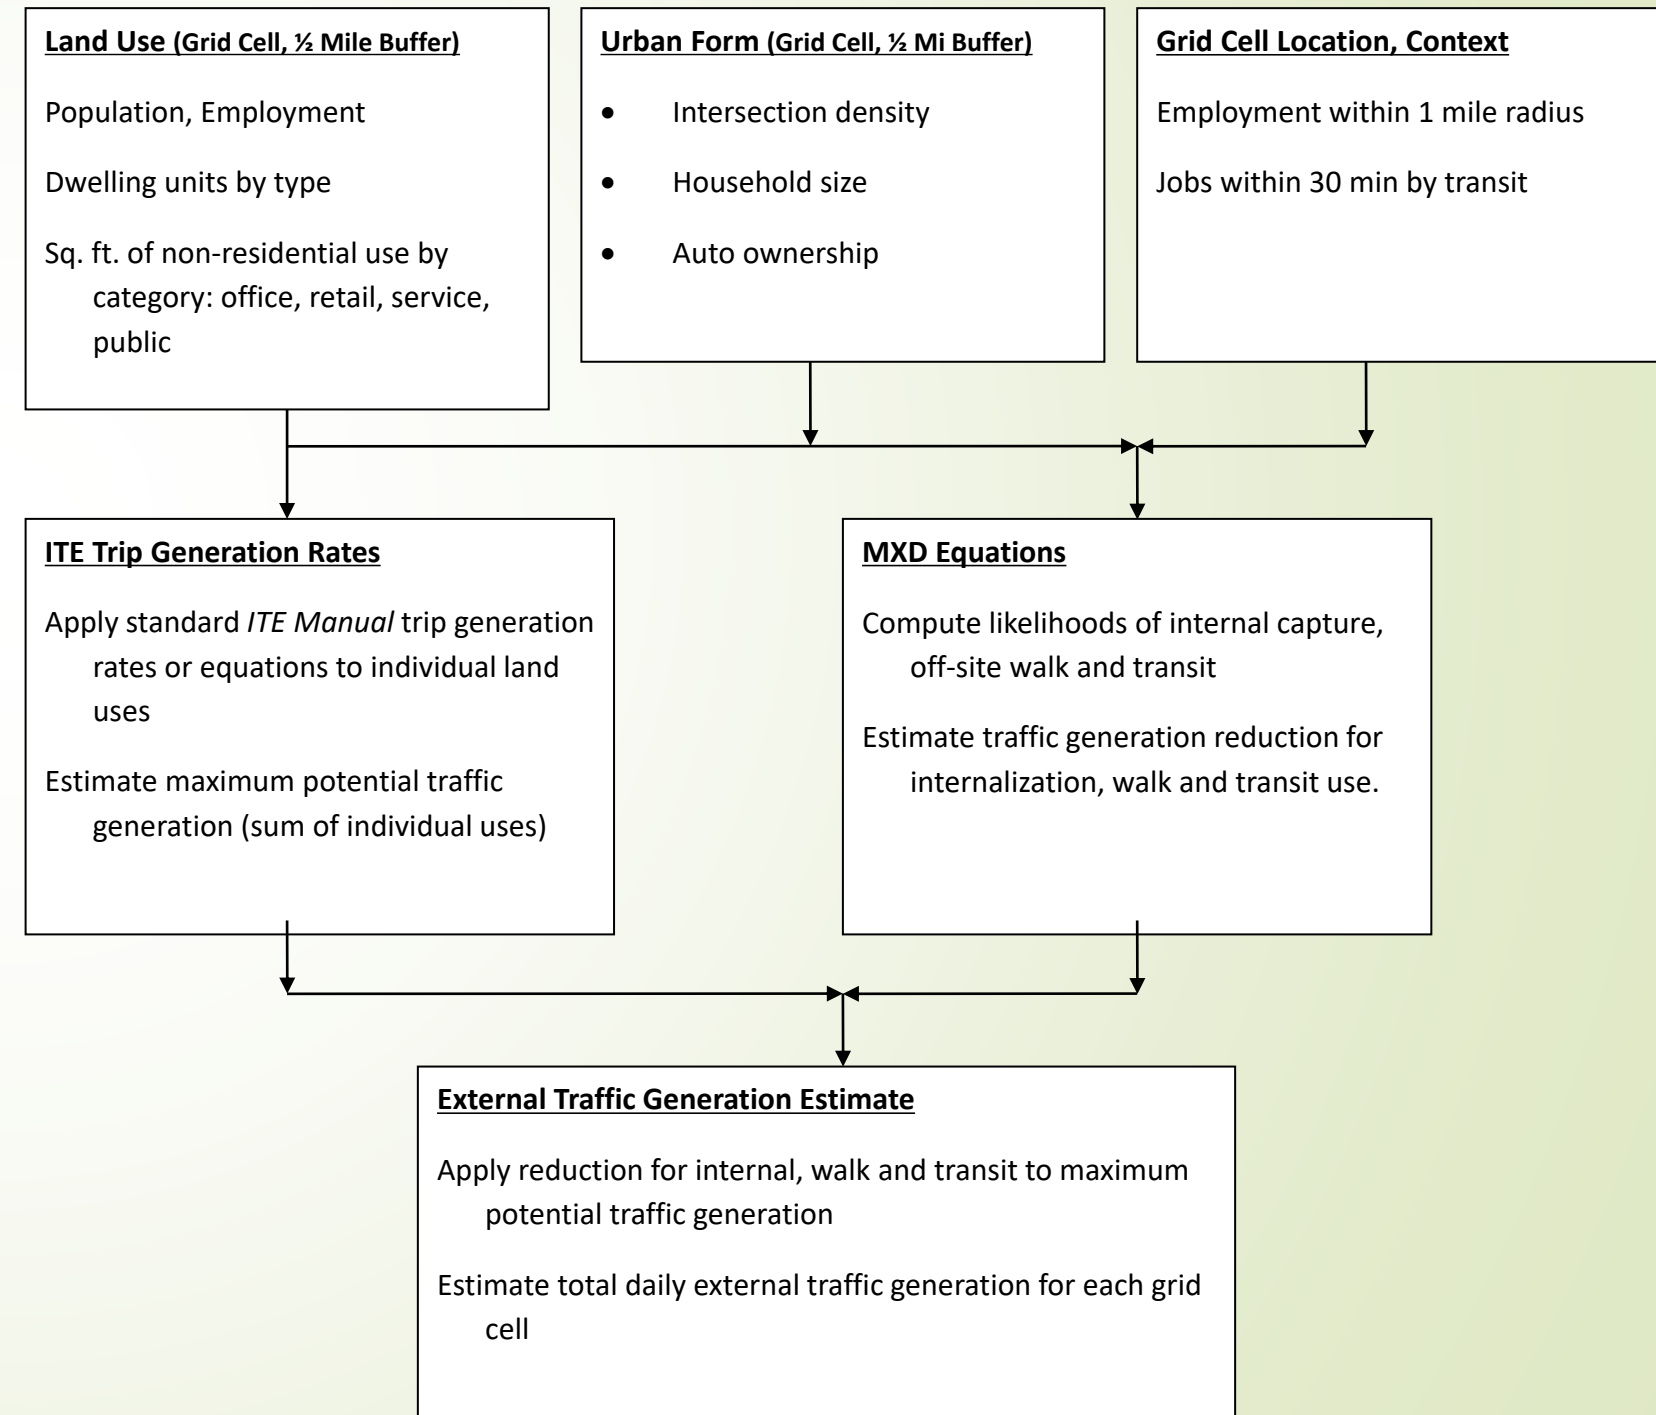 Land Use (Grid Cell, ½ Mile Buffer)
Population, Employment
Dwelling units by type
Sq. ft. of non-residential use by
category: office, retail, service,
public
Urban Form (Grid Cell, ½ Mi Buffer)
• Intersection density
• Household size
• Auto ownership
Grid Cell Location, Context
Employment within 1 mile radius
Jobs within 30 min by transit
ITE Trip Generation Rates
Apply standard ITE Manual trip generation
rates or equations to individual land
uses
Estimate maximum potential traffic
generation (sum of individual uses)
MXD Equations
Compute likelihoods of internal capture,
off-site walk and transit
Estimate traffic generation reduction for
internalization, walk and transit use.
External Traffic Generation Estimate
Apply reduction for internal, walk and transit to maximum
potential traffic generation
Estimate total daily external traffic generation for each grid
cell